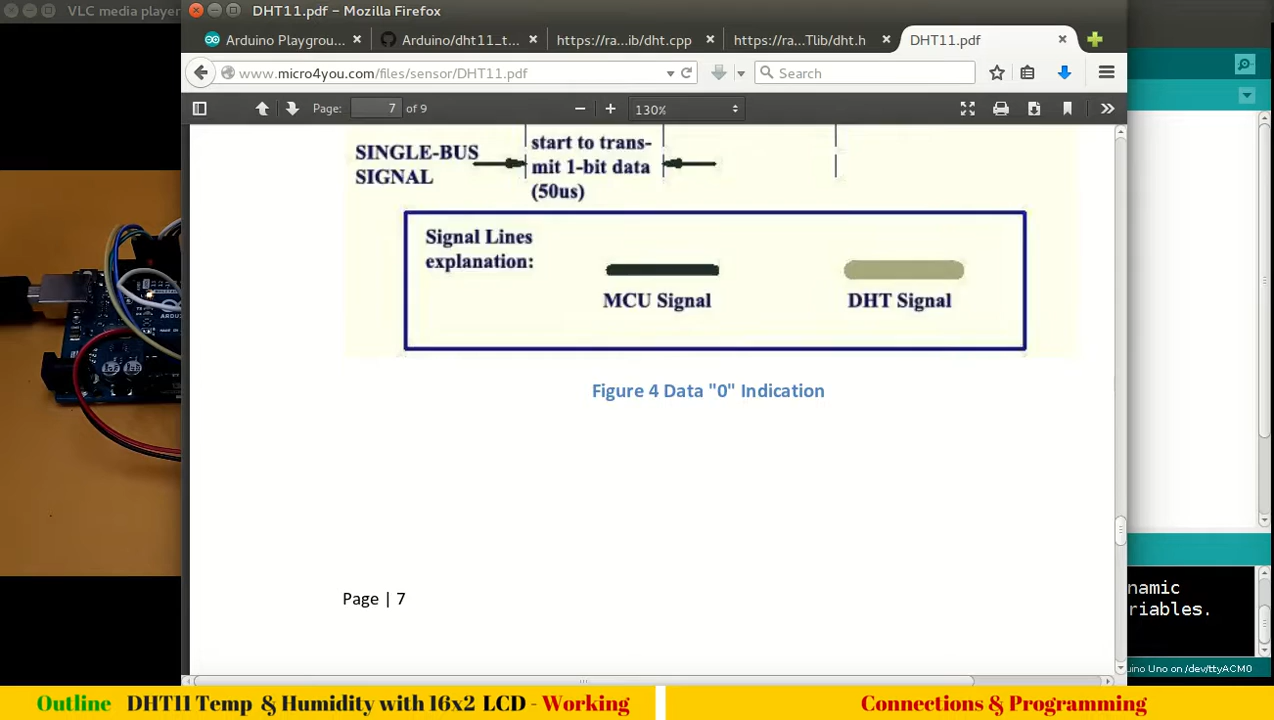 VLC media player
DHT11.pdf – Mozilla Firefox
Arduino Playgrou... × Arduino/dht11_t... × https://ra...ib/dht.cpp × https://ra...Tlib/dht.h × DHT11.pdf ×
www.micro4you.com/files/sensor/DHT11.pdf Search
Page: 7 of 9 130%
SINGLE-BUS
SIGNAL
start to trans-
mit 1-bit data
(50us)
Signal Lines
explanation:
MCU Signal DHT Signal
Figure 4 Data "0" Indication
Page | 7
namic
riables.
uino Uno on /dev/ttyACM0
Outline DHT11 Temp & Humidity with 16x2 LCD - Working Connections & Programming